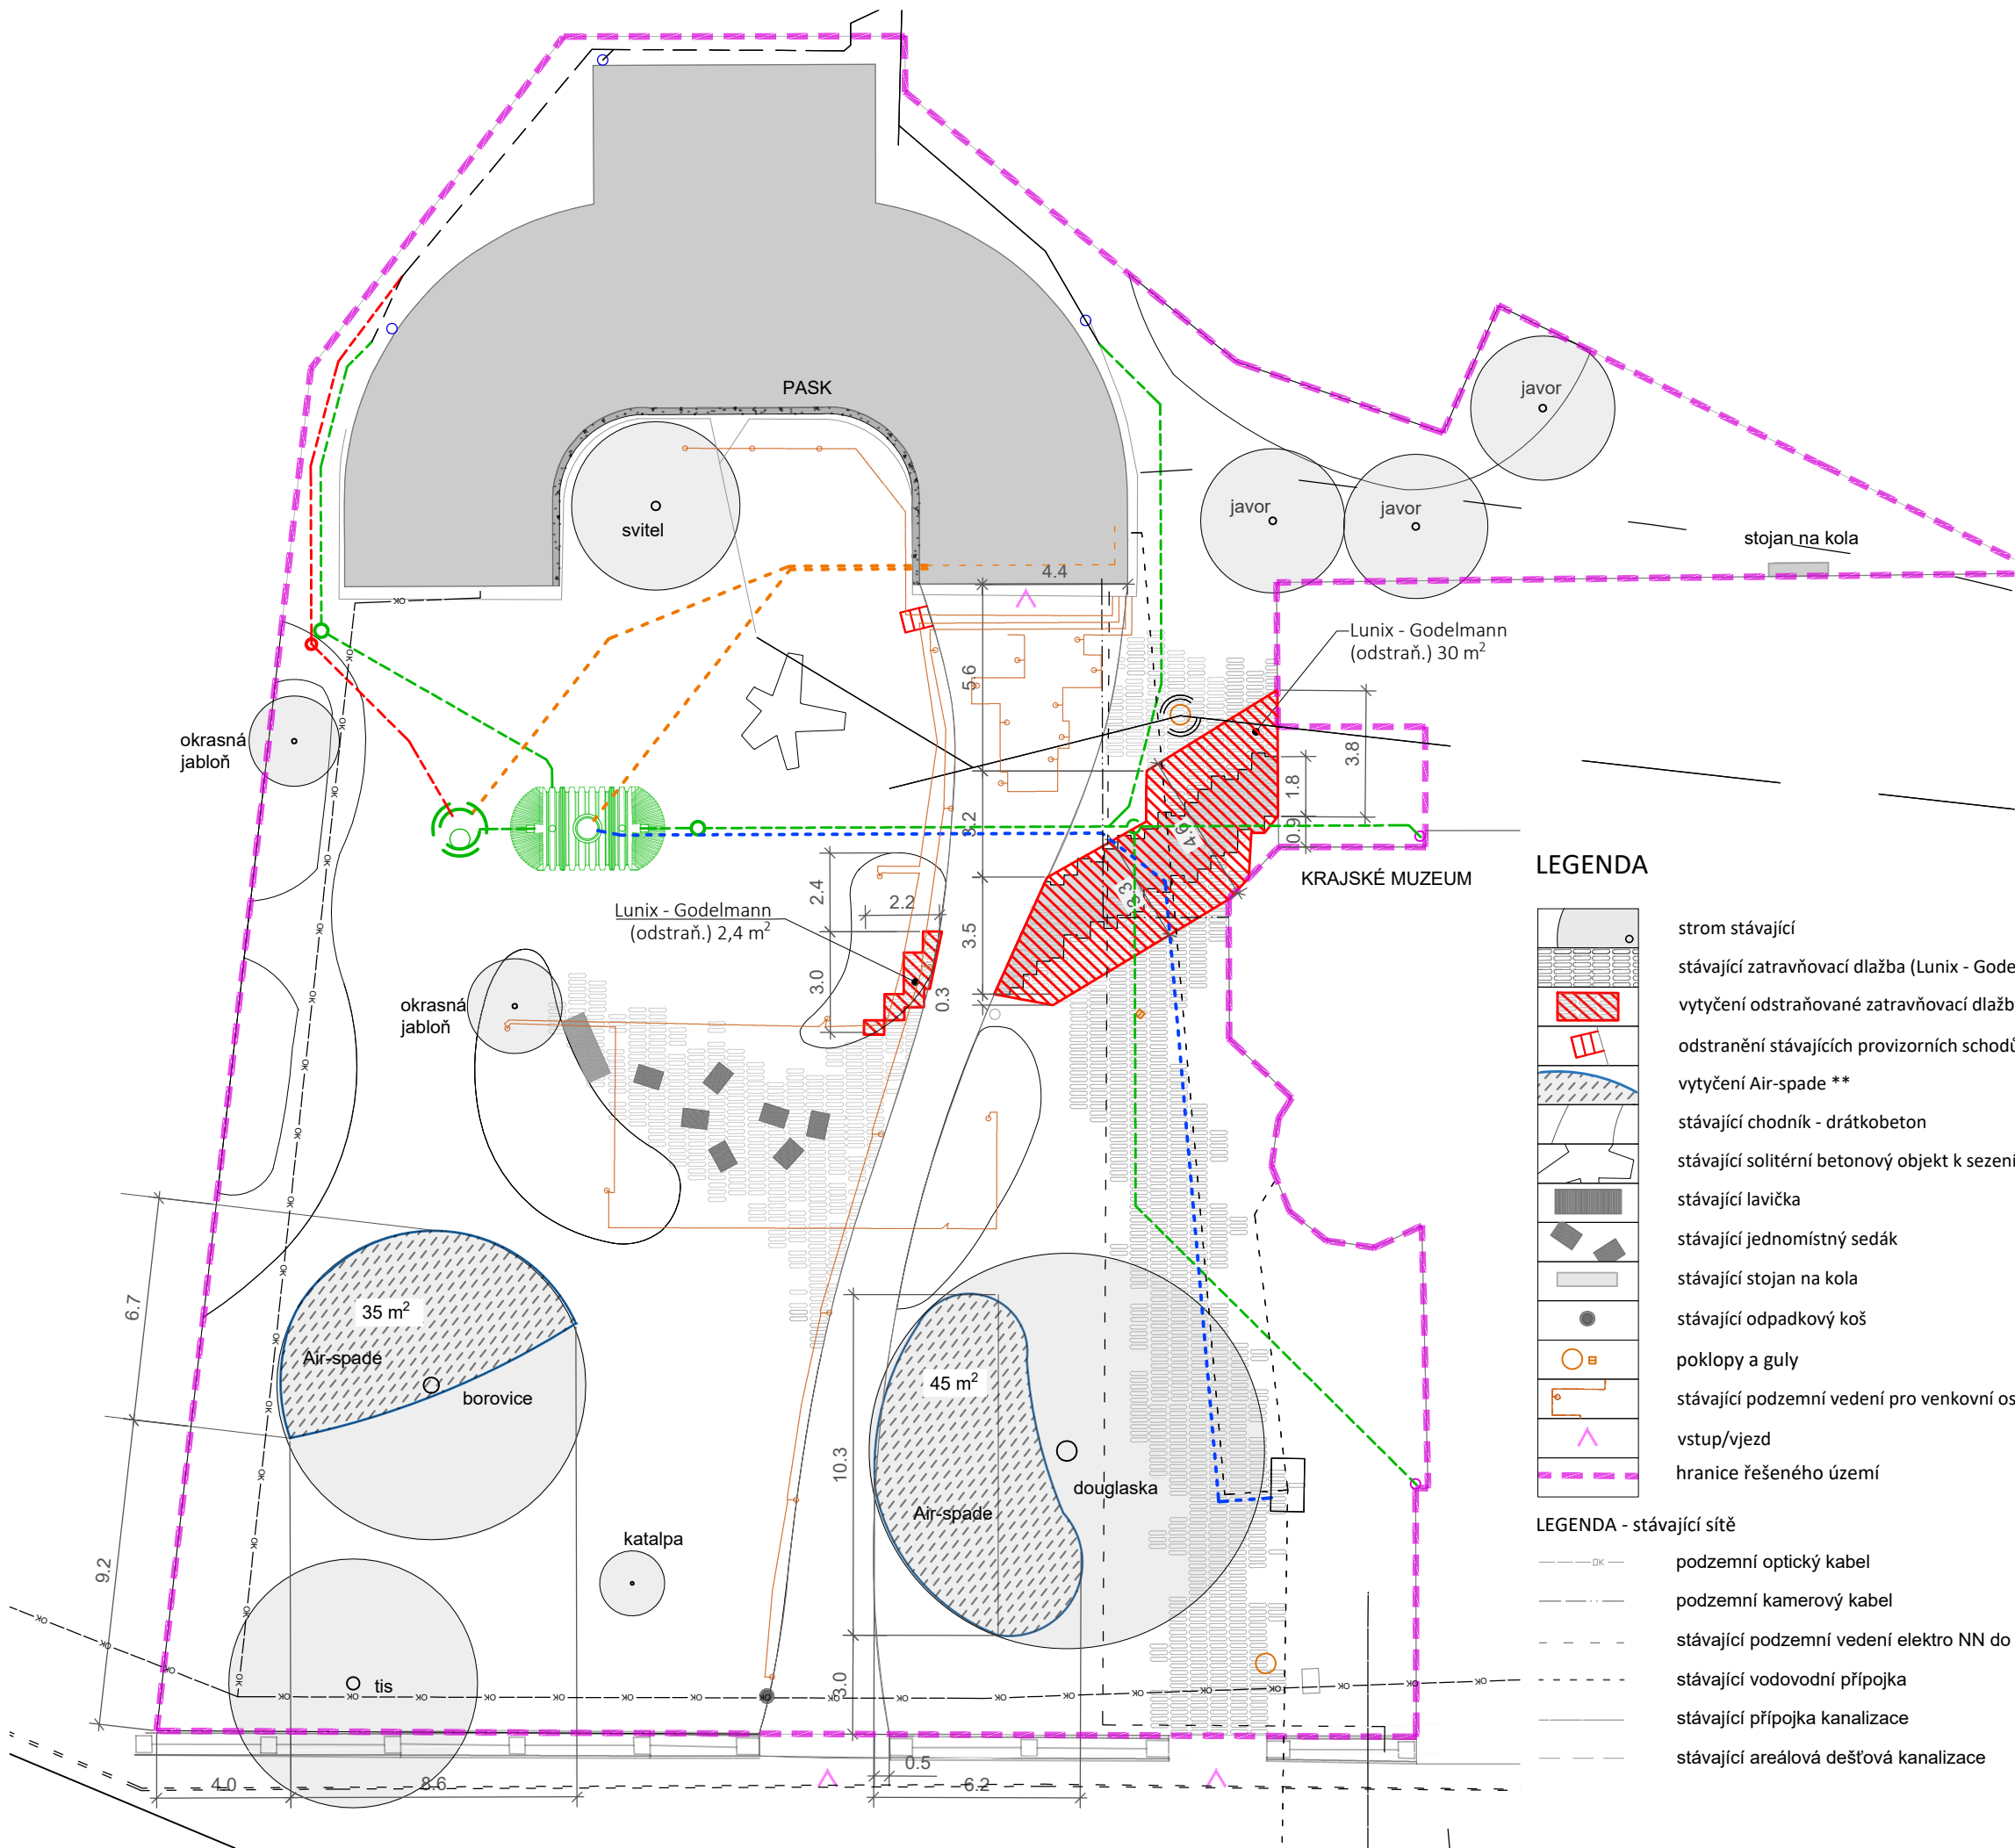 PASK
javor
svitel
javor
javor
stojan na kola
4.4
OK
Lunix - Godelmann
(odstraň.) 30 m²
5.6
okrasná
jabloň
3.8
1.8
0.9
3.2
4.6
3.3
KRAJSKÉ MUZEUM
2.4
2.2
Lunix - Godelmann
(odstraň.) 2,4 m²
3.5
3.0
0.3
okrasná
jabloň
6.7
35 m²
Air-spade
borovice
45 m²
10.3
douglaska
Air-spade
katalpa
9.2
tis
3.0
0.5
4.0
8.6
6.2
LEGENDA
strom stávající
stávající zatravňovací dlažba (Lunix - Gode
vytyčení odstraňované zatravňovací dlažb
odstranění stávajících provizorních schodů
vytyčení Air-spade **
stávající chodník - drátkobeton
stávající solitérní betonový objekt k sezení
stávající lavička
stávající jednomístný sedák
stávající stojan na kola
stávající odpadkový koš
poklopy a guly
stávající podzemní vedení pro venkovní os
vstup/vjezd
hranice řešeného území
LEGENDA - stávající sítě
podzemní optický kabel
podzemní kamerový kabel
stávající podzemní vedení elektro NN do
stávající vodovodní přípojka
stávající přípojka kanalizace
stávající areálová dešťová kanalizace